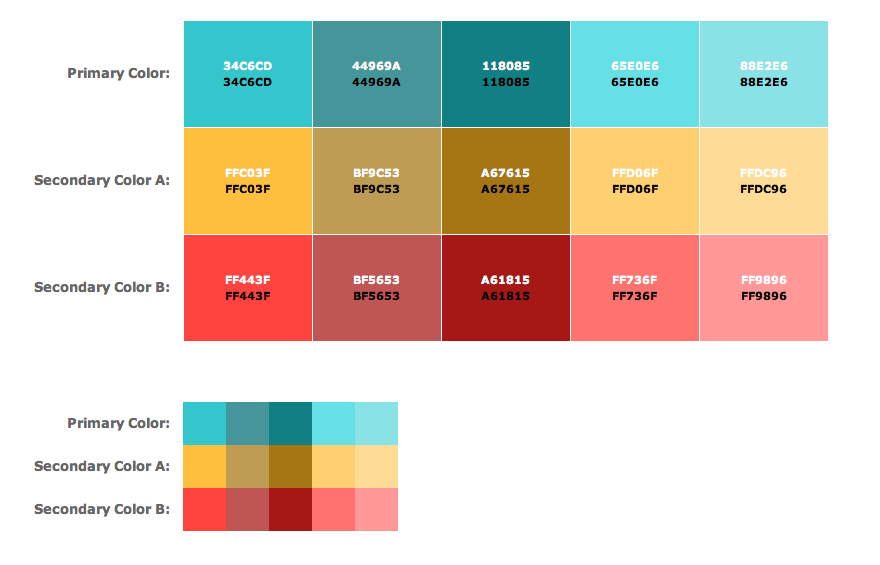 Primary Color:
34C6CD 44969A 118085 65E0E6 88E2E6
34C6CD 44969A 118085 65E0E6 88E2E6
Secondary Color A:
FFC03F BF9C53 A67615 FFD06F FFDC96
FFC03F BF9C53 A67615 FFD06F FFDC96
Secondary Color B:
FF443F BF5653 A61815 FF736F FF9896
FF443F BF5653 A61815 FF736F FF9896
Primary Color:
Secondary Color A:
Secondary Color B: